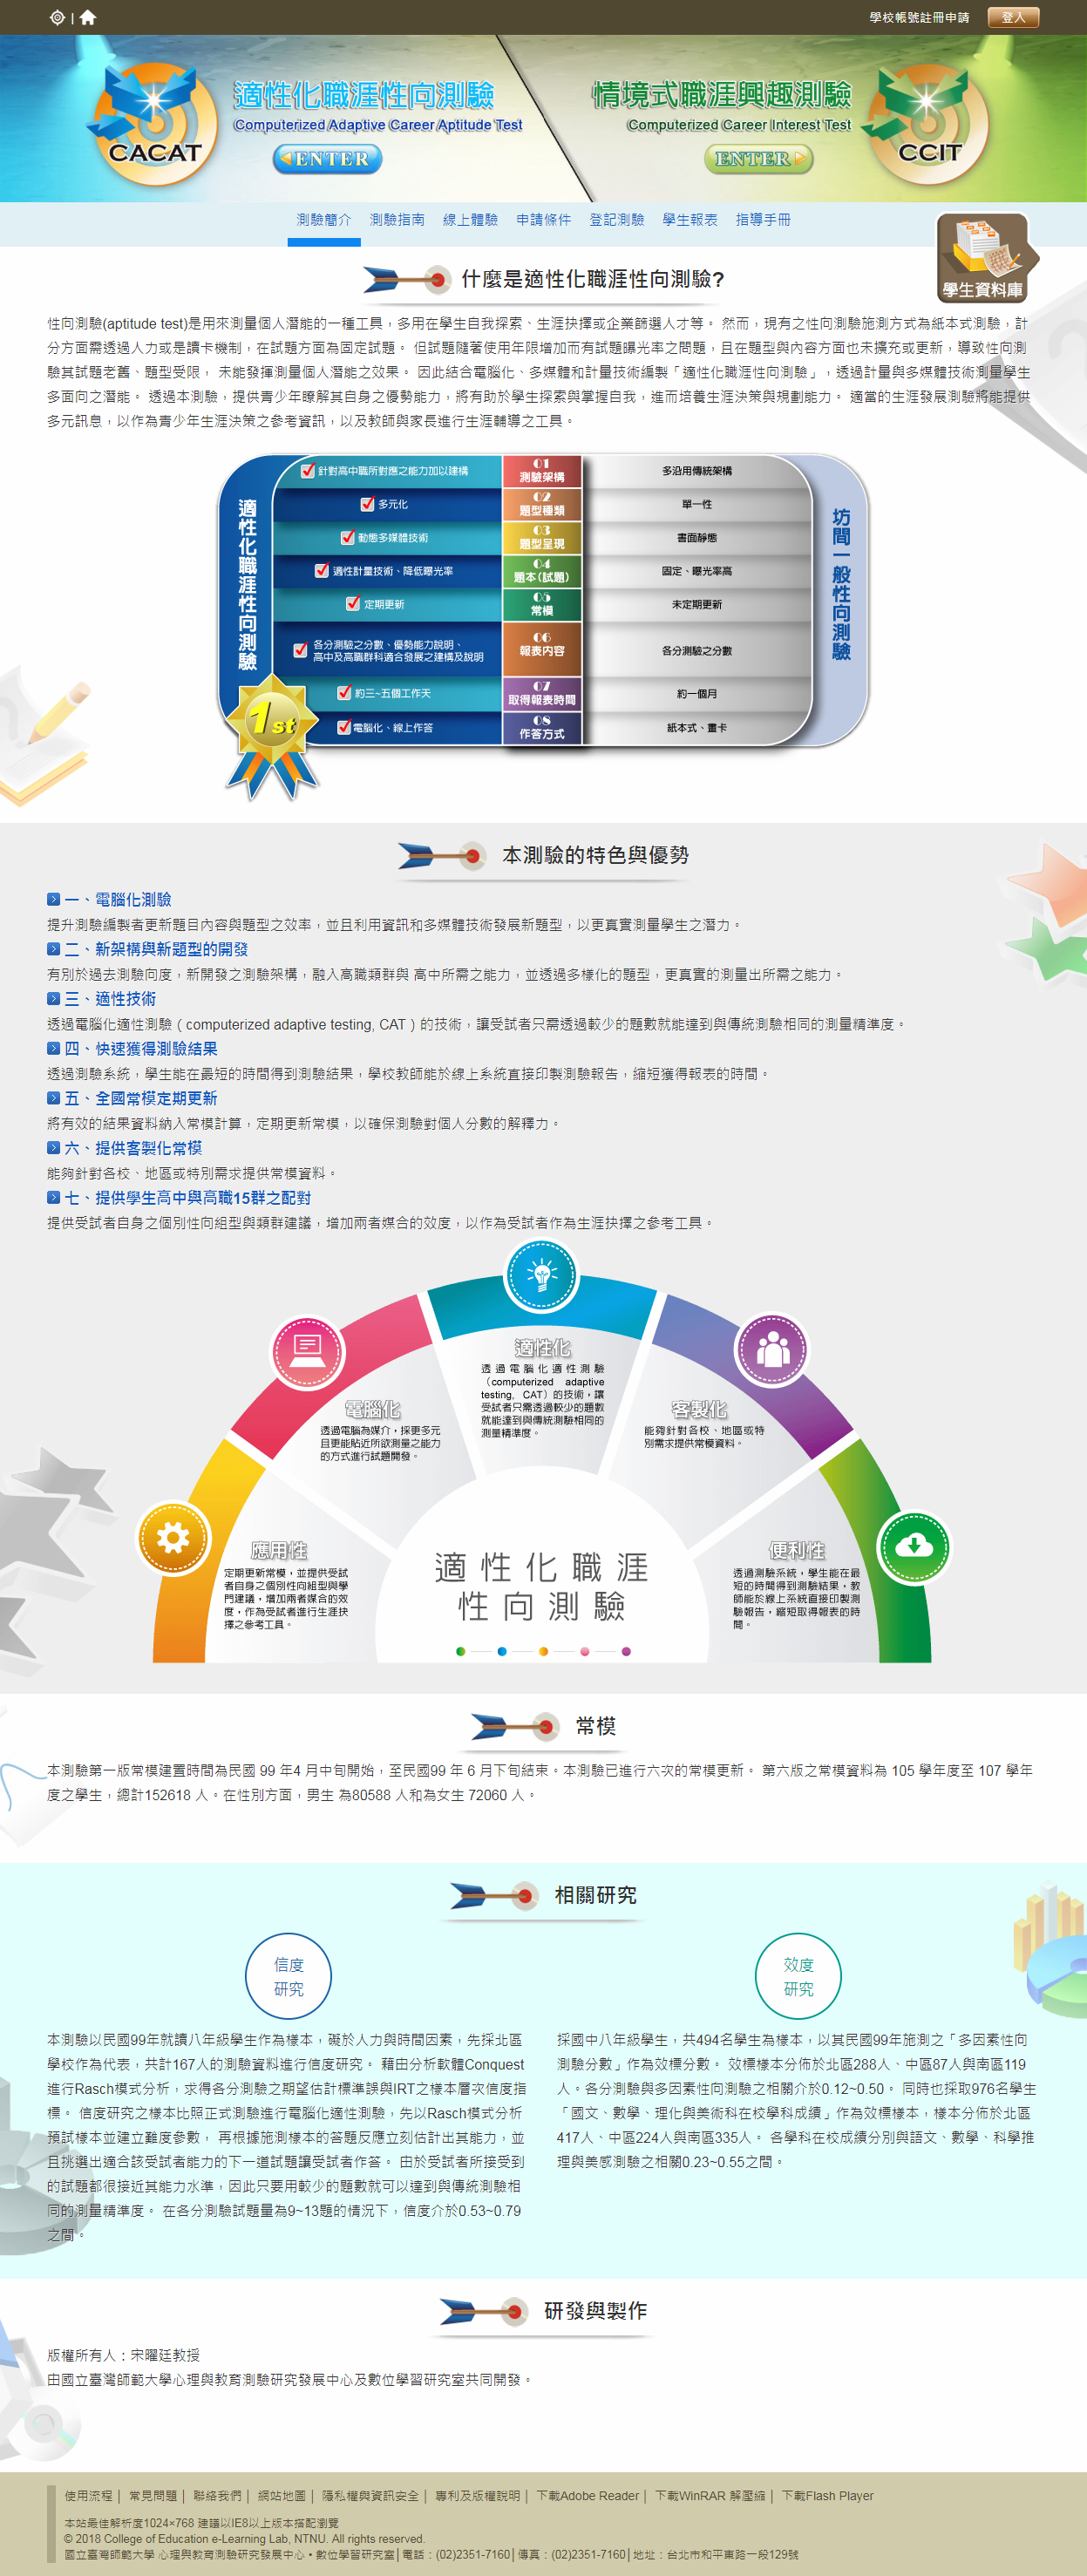 | 學校帳號註冊申請 登入
CACAT 適性化職涯性向測驗 Computerized Adaptive Career Aptitude Test ENTER
情境式職涯興趣測驗 Computerized Career Interest Test ENTER CCIT
測驗簡介 測驗指南 線上體驗 申請條件 登記測驗 學生報表 指導手冊
學生資料庫
什麼是適性化職涯性向測驗?
性向測驗(aptitude test)是用來測量個人潛能的一種工具，多用在學生自我探索、生涯抉擇或企業篩選人才等。 然而，現有之性向測驗施測方式為紙本式測驗，計
分方面需透過人力或是讀卡機制，在試題方面為固定試題。 但試題隨著使用年限增加而有試題曝光率之問題，且在題型與內容方面也未擴充或更新，導致性向測
驗其試題老舊、題型受限， 未能發揮測量個人潛能之效果。 因此結合電腦化、多媒體和計量技術編製「適性化職涯性向測驗」，透過計量與多媒體技術測量學生
多面向之潛能。 透過本測驗，提供青少年瞭解其自身之優勢能力，將有助於學生探索與掌握自我，進而培養生涯決策與規劃能力。 適當的生涯發展測驗將能提供
多元訊息，以作為青少年生涯決策之參考資訊，以及教師與家長進行生涯輔導之工具。
適性化職涯性向測驗
坊間一般性向測驗
針對高中職所對應之能力加以建構 01 測驗架構 多沿用傳統架構
多元化 02 題型種類 單一性
動態多媒體技術 03 題型呈現 書面靜態
適性計量技術、降低曝光率 04 題本(試題) 固定、曝光率高
定期更新 05 常模 未定期更新
各分測驗之分數、優勢能力說明、
高中及高職群科適合發展之建構及說明 06 報表內容 各分測驗之分數
約三~五個工作天 07 取得報表時間 約一個月
電腦化、線上作答 08 作答方式 紙本式、畫卡
1st
本測驗的特色與優勢
一、電腦化測驗
提升測驗編製者更新題目內容與題型之效率，並且利用資訊和多媒體技術發展新題型，以更真實測量學生之潛力。
二、新架構與新題型的開發
有別於過去測驗向度，新開發之測驗架構，融入高職類群與 高中所需之能力，並透過多樣化的題型，更真實的測量出所需之能力。
三、適性技術
透過電腦化適性測驗（computerized adaptive testing, CAT）的技術，讓受試者只需透過較少的題數就能達到與傳統測驗相同的測量精準度。
四、快速獲得測驗結果
透過測驗系統，學生能在最短的時間得到測驗結果，學校教師能於線上系統直接印製測驗報告，縮短獲得報表的時間。
五、全國常模定期更新
將有效的結果資料納入常模計算，定期更新常模，以確保測驗對個人分數的解釋力。
六、提供客製化常模
能夠針對各校、地區或特別需求提供常模資料。
七、提供學生高中與高職15群之配對
提供受試者自身之個別性向組型與類群建議，增加兩者媒合的效度，以作為受試者作為生涯抉擇之參考工具。
適性化
透過電腦化適性測驗
（computerized adaptive
testing, CAT）的技術，讓
受試者只需透過較少的題數
就能達到與傳統測驗相同的
測量精準度。
電腦化
透過電腦為媒介，採更多元
且更能貼近所欲測量之能力
的方式進行試題開發。
客製化
能夠針對各校、地區或特
別需求提供常模資料。
應用性
定期更新常模，並提供受試
者自身之個別性向組型與學
門建議，增加兩者媒合的效
度，作為受試者進行生涯抉
擇之參考工具。
便利性
透過測驗系統，學生能在最
短的時間得到測驗結果，教
師能於線上系統直接印製測
驗報告，縮短取得報表的時
間。
適性化職涯
性向測驗
常模
本測驗第一版常模建置時間為民國 99 年4 月中旬開始，至民國99 年 6 月下旬結束。本測驗已進行六次的常模更新。 第六版之常模資料為 105 學年度至 107 學年
度之學生，總計152618 人。在性別方面，男生 為80588 人和為女生 72060 人。
相關研究
信度
研究
本測驗以民國99年就讀八年級學生作為樣本，礙於人力與時間因素，先採北區
學校作為代表，共計167人的測驗資料進行信度研究。 藉由分析軟體Conquest
進行Rasch模式分析，求得各分測驗之期望估計標準誤與IRT之樣本層次信度指
標。 信度研究之樣本比照正式測驗進行電腦化適性測驗，先以Rasch模式分析
預試樣本並建立難度參數， 再根據施測樣本的答題反應立刻估計出其能力，並
且挑選出適合該受試者能力的下一道試題讓受試者作答。 由於受試者所接受到
的試題都很接近其能力水準，因此只要用較少的題數就可以達到與傳統測驗相
同的測量精準度。 在各分測驗試題量為9~13題的情況下，信度介於0.53~0.79
之間。
效度
研究
採國中八年級學生，共494名學生為樣本，以其民國99年施測之「多因素性向
測驗分數」作為效標分數。 效標樣本分佈於北區288人、中區87人與南區119
人。各分測驗與多因素性向測驗之相關介於0.12~0.50。 同時也採取976名學生
「國文、數學、理化與美術科在校學科成績」作為效標樣本，樣本分佈於北區
417人、中區224人與南區335人。 各學科在校成績分別與語文、數學、科學推
理與美感測驗之相關0.23~0.55之間。
研發與製作
版權所有人：宋曜廷教授
由國立臺灣師範大學心理與教育測驗研究發展中心及數位學習研究室共同開發。
使用流程│ 常見問題│ 聯絡我們│ 網站地圖│ 隱私權與資訊安全│ 專利及版權說明│ 下載Adobe Reader│ 下載WinRAR 解壓縮│ 下載Flash Player
本站最佳解析度1024×768 建議以IE8以上版本搭配瀏覽
© 2018 College of Education e-Learning Lab, NTNU. All rights reserved.
國立臺灣師範大學 心理與教育測驗研究發展中心‧數位學習研究室│電話：(02)2351-7160│傳真：(02)2351-7160│地址：台北市和平東路一段129號